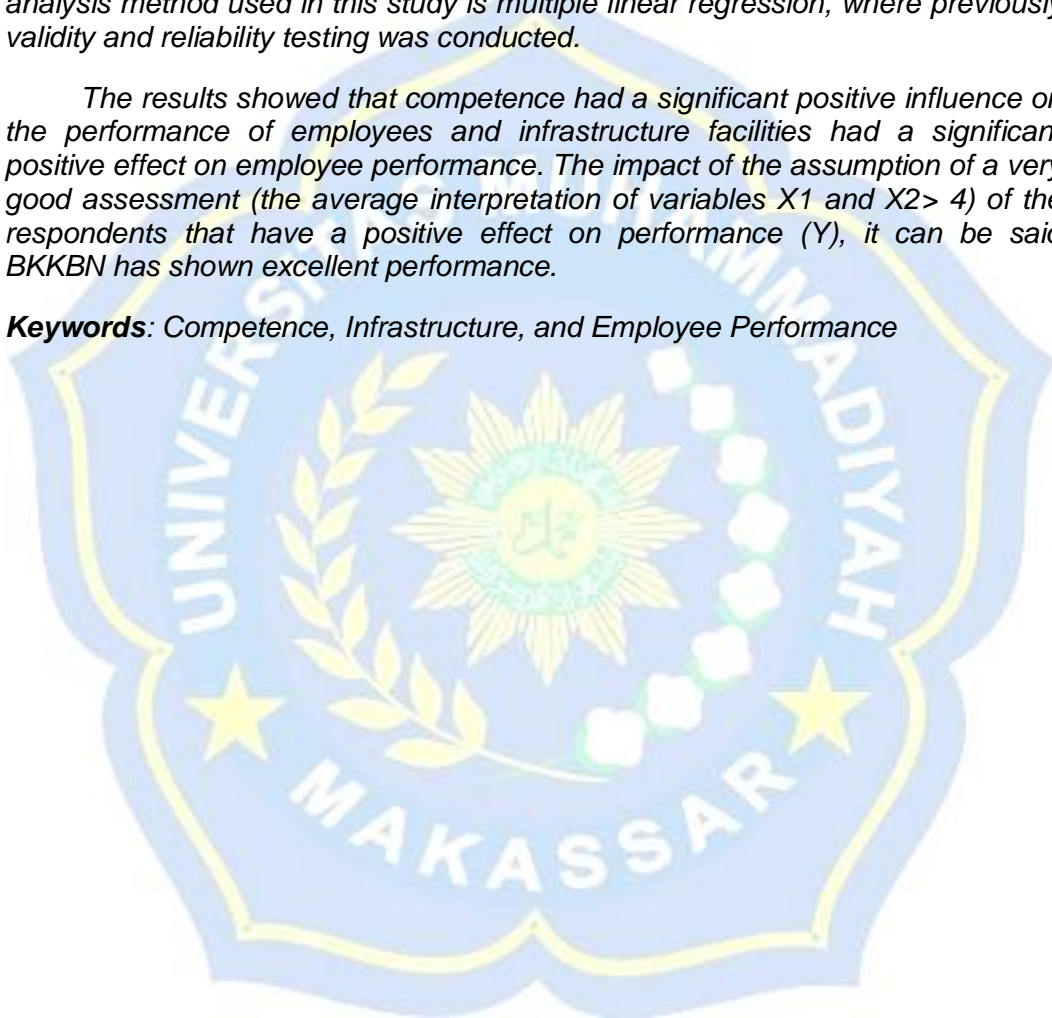 analysis method used in this study is multiple linear regression, where previously
validity and reliability testing was conducted.
The results showed that competence had a significant positive influence on
the performance of employees and infrastructure facilities had a significan
positive effect on employee performance. The impact of the assumption of a very
good assessment (the average interpretation of variables X1 and X2> 4) of the
respondents that have a positive effect on performance (Y), it can be said
BKKBN has shown excellent performance.
Keywords: Competence, Infrastructure, and Employee Performance
UNIVERSITAS MUHAMMADIYAH
MAKASSAR